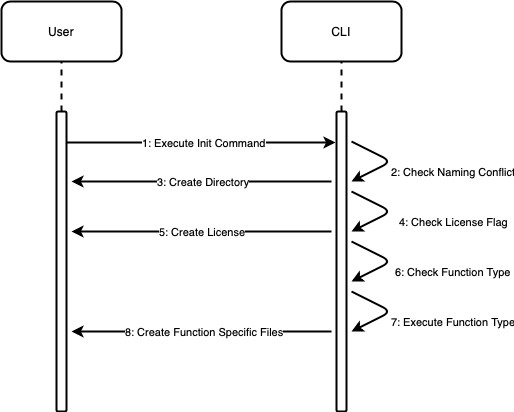 User
CLI
1: Execute Init Command
2: Check Naming Conflict
3: Create Directory
4: Check License Flag
5: Create License
6: Check Function Type
7: Execute Function Type
8: Create Function Specific Files